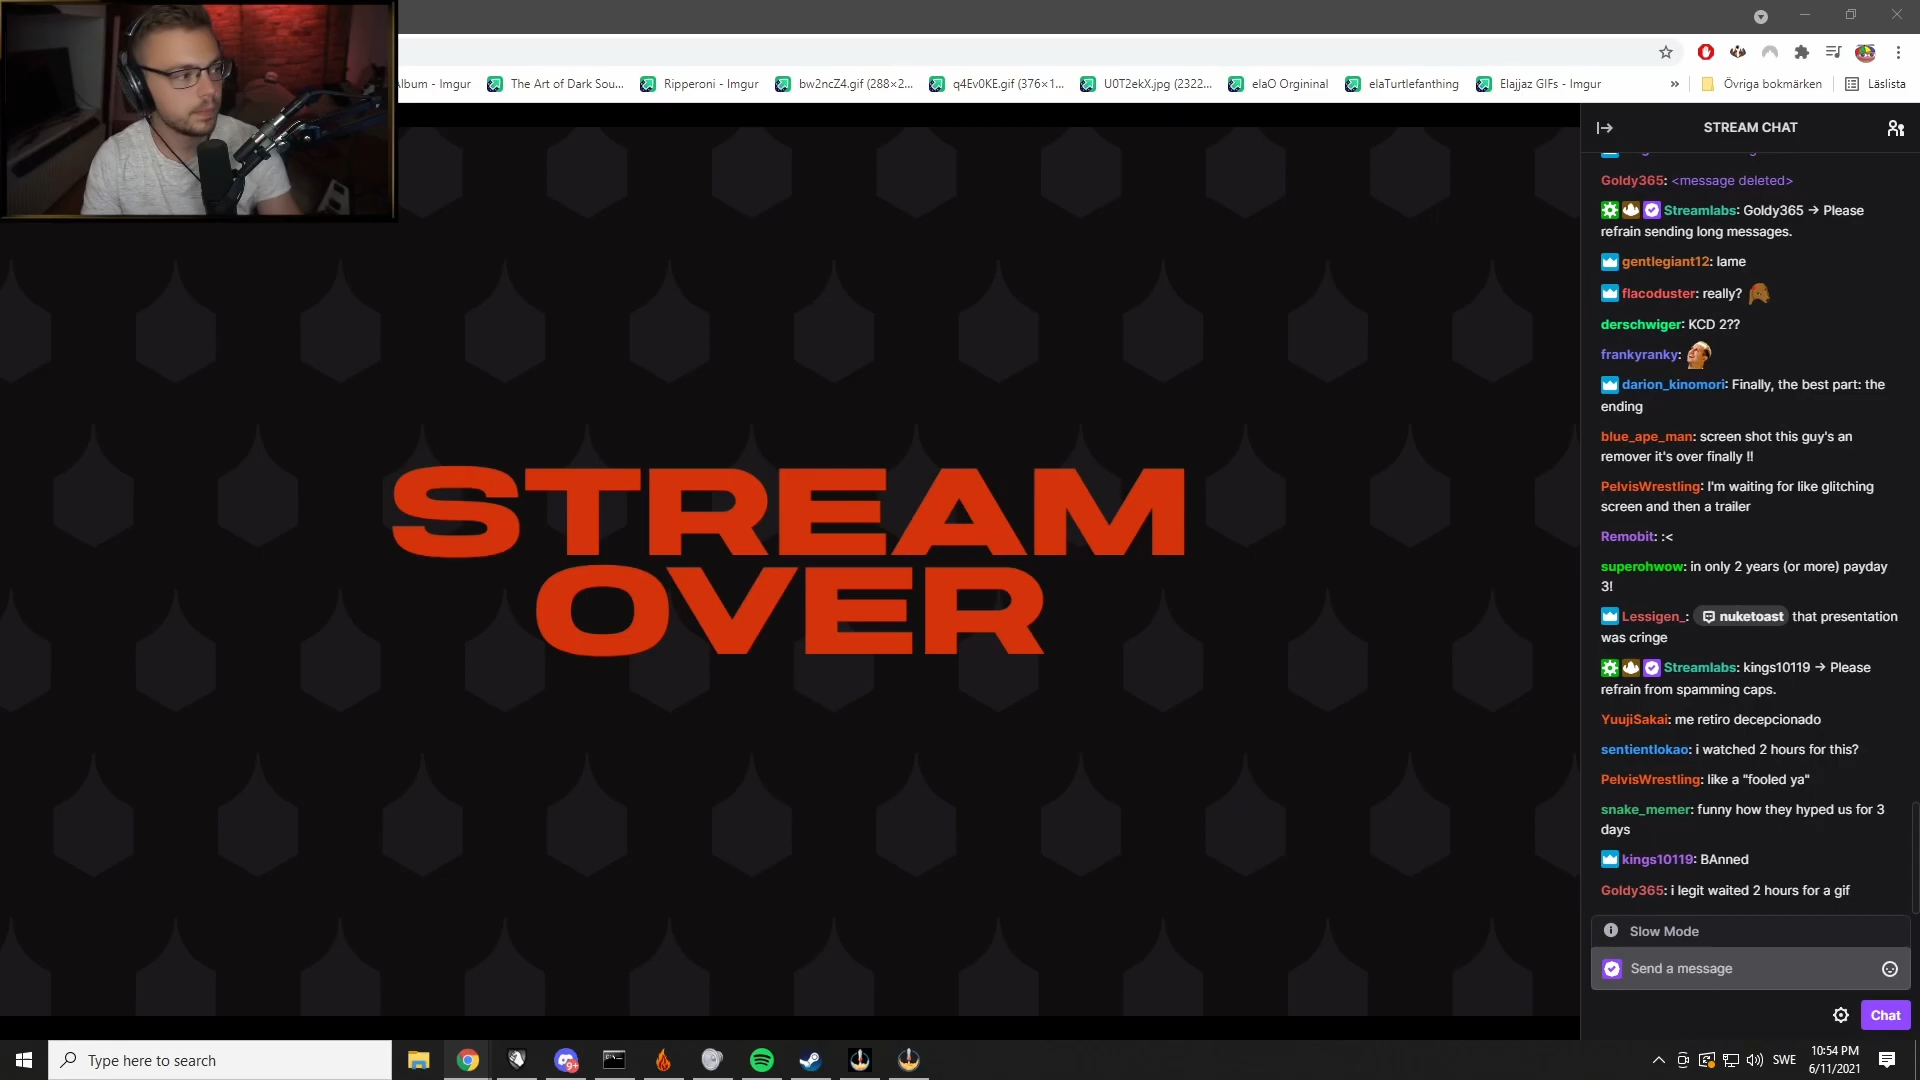 Album - Imgur
The Art of Dark Sou...
Ripperoni - Imgur
bw2ncZ4.gif (288×2...
q4Ev0KE.gif (376×1...
U0T2ekX.jpg (2322...
elaO Orgininal
elaTurtlefanthing
Elajjaz GIFs - Imgur
»
Övriga bokmärken
Läslista
STREAM CHAT
Goldy365: <message deleted>
Streamlabs: Goldy365 → Please
refrain sending long messages.
gentlegiant12: lame
flacoduster: really?
derschwiger: KCD 2??
frankyranky:
darion_kinomori: Finally, the best part: the
ending
blue_ape_man: screen shot this guy's an
remover it's over finally !!
PelvisWrestling: I'm waiting for like glitching
screen and then a trailer
Remobit: :<
superohwow: in only 2 years (or more) payday
3!
Lessigen_: nuketoast that presentation
was cringe
Streamlabs: kings10119 → Please
refrain from spamming caps.
YuujiSakai: me retiro decepcionado
sentientlokao: i watched 2 hours for this?
PelvisWrestling: like a "fooled ya"
snake_memer: funny how they hyped us for 3
days
kings10119: BAnned
Goldy365: i legit waited 2 hours for a gif
Slow Mode
Send a message
Chat
STREAM
OVER
Type here to search
9+
SWE
10:54 PM
6/11/2021